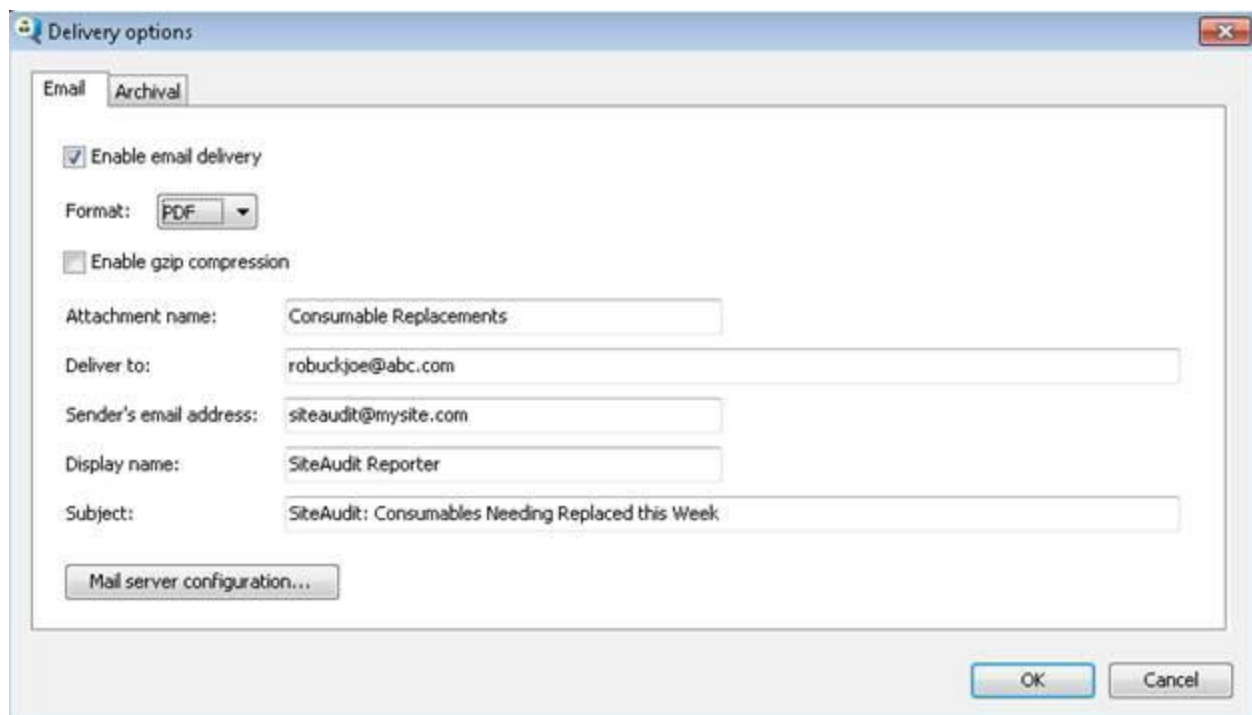 Delivery options
Email Archival
Enable email delivery
Format: PDF
Enable gzip compression
Attachment name: Consumable Replacements
Deliver to: robuckjoe@abc.com
Sender's email address: siteaudit@mysite.com
Display name: SiteAudit Reporter
Subject: SiteAudit: Consumables Needing Replaced this Week
Mail server configuration...
OK Cancel